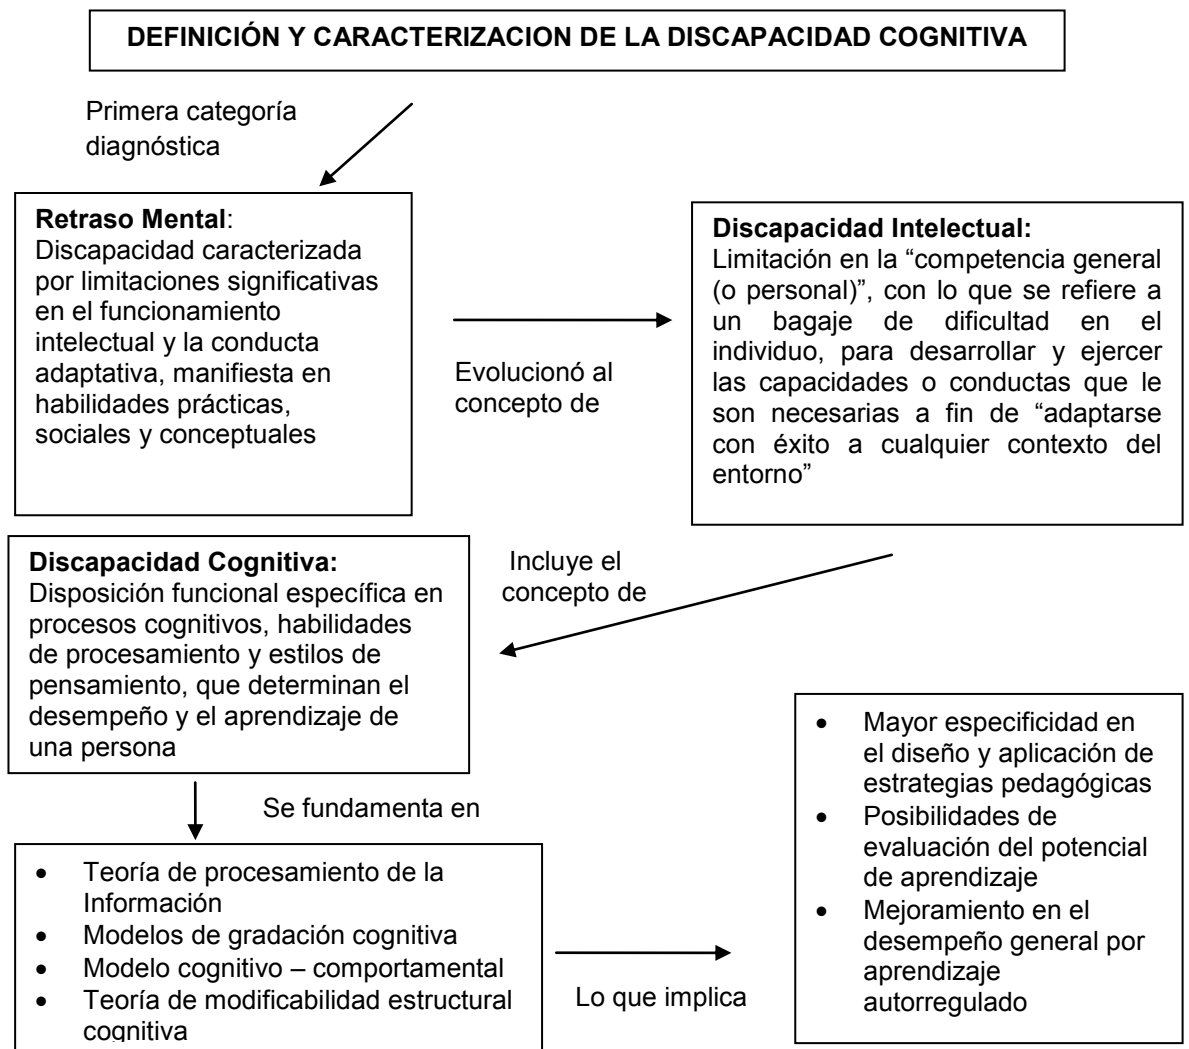 DEFINICIÓN Y CARACTERIZACION DE LA DISCAPACIDAD COGNITIVA
Primera categoría
diagnóstica
Retraso Mental:
Discapacidad caracterizada
por limitaciones significativas
en el funcionamiento
intelectual y la conducta
adaptativa, manifiesta en
habilidades prácticas,
sociales y conceptuales
Evolucionó al
concepto de
Discapacidad Intelectual:
Limitación en la “competencia general
(o personal)”, con lo que se refiere a
un bagaje de dificultad en el
individuo, para desarrollar y ejercer
las capacidades o conductas que le
son necesarias a fin de “adaptarse
con éxito a cualquier contexto del
entorno”
Incluye el
concepto de
Discapacidad Cognitiva:
Disposición funcional específica en
procesos cognitivos, habilidades
de procesamiento y estilos de
pensamiento, que determinan el
desempeño y el aprendizaje de
una persona
Se fundamenta en
• Teoría de procesamiento de la
Información
• Modelos de gradación cognitiva
• Modelo cognitivo – comportamental
• Teoría de modificabilidad estructural
cognitiva
Lo que implica
• Mayor especificidad en
el diseño y aplicación de
estrategias pedagógicas
• Posibilidades de
evaluación del potencial
de aprendizaje
• Mejoramiento en el
desempeño general por
aprendizaje
autorregulado